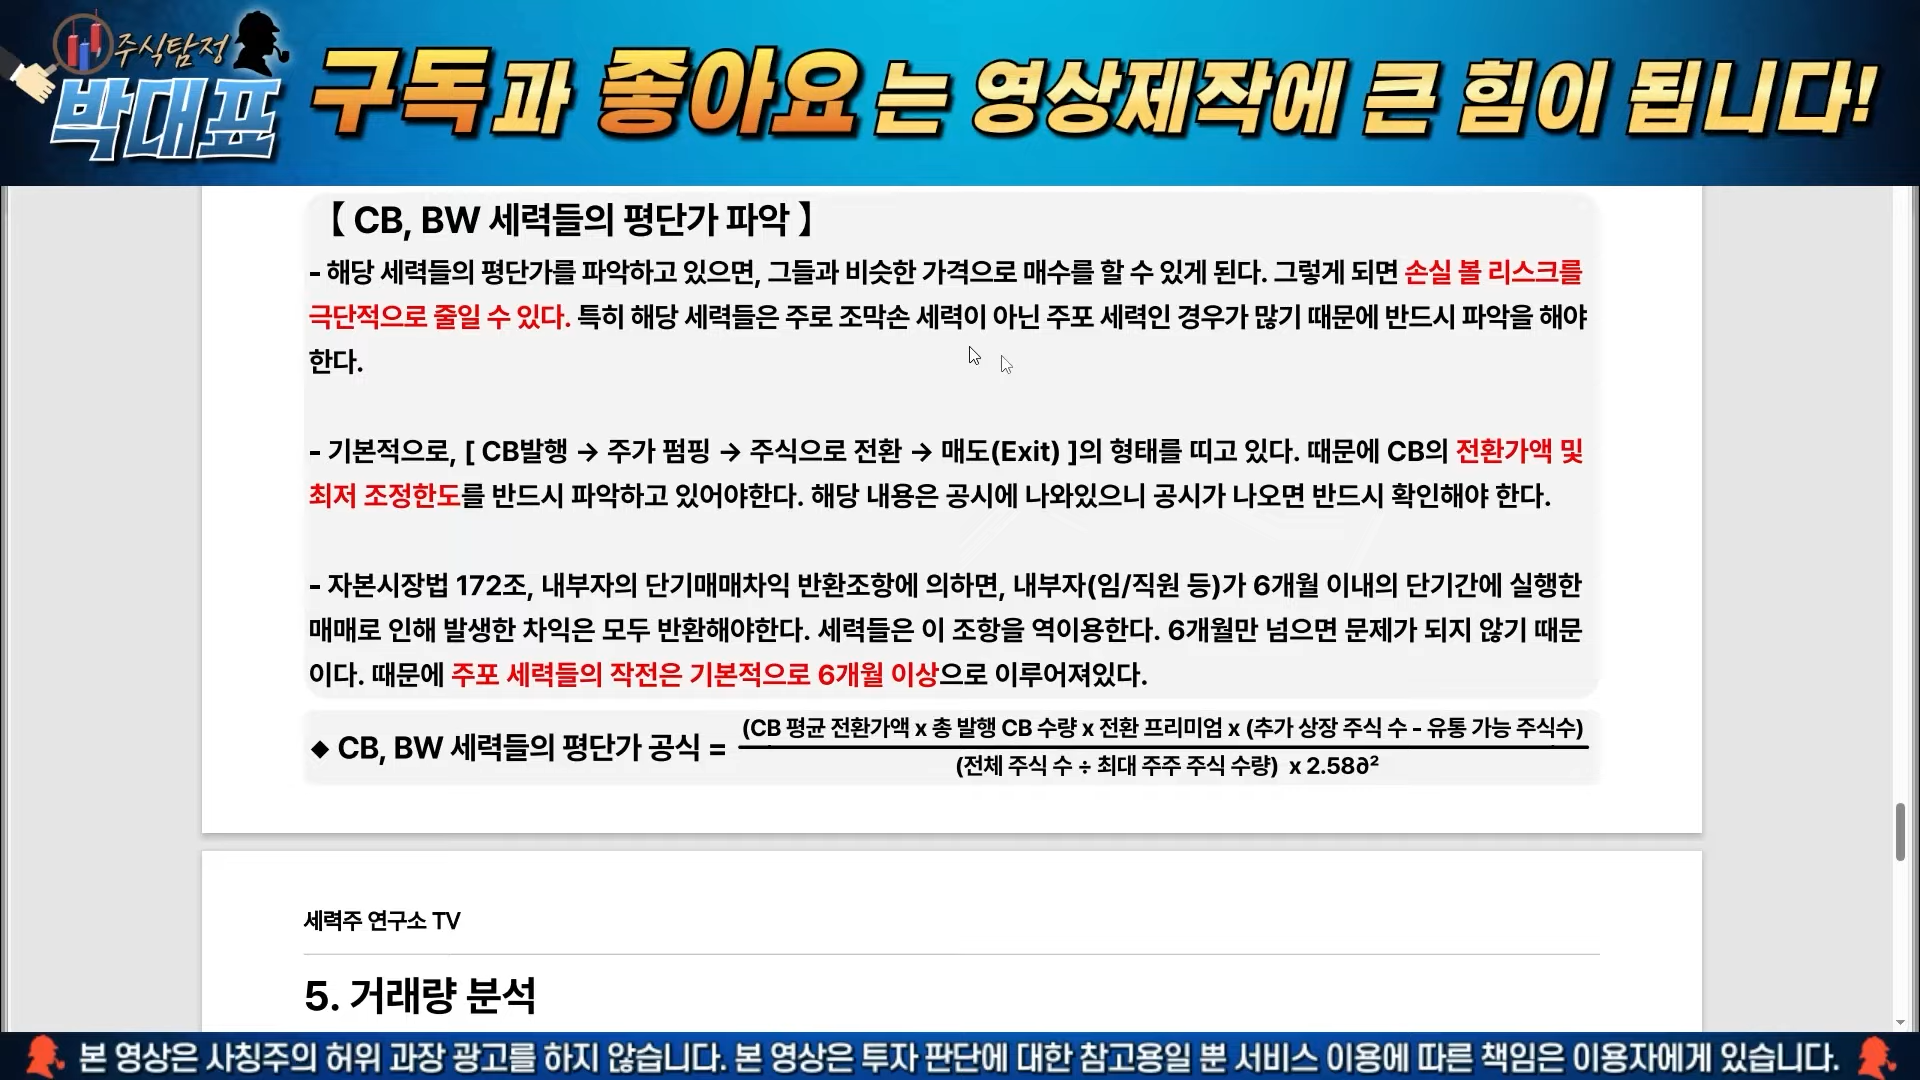 주식탐정
박대표
구독과 좋아요는 영상제작에 큰 힘이 됩니다!
【 CB, BW 세력들의 평단가 파악 】
- 해당 세력들의 평단가를 파악하고 있으면, 그들과 비슷한 가격으로 매수를 할 수 있게 된다. 그렇게 되면 손실 볼 리스크를
극단적으로 줄일 수 있다. 특히 해당 세력들은 주로 조막손 세력이 아닌 주포 세력인 경우가 많기 때문에 반드시 파악을 해야
한다.
- 기본적으로, [ CB발행 → 주가 펌핑 → 주식으로 전환 → 매도(Exit) ]의 형태를 띠고 있다. 때문에 CB의 전환가액 및
최저 조정한도를 반드시 파악하고 있어야한다. 해당 내용은 공시에 나와있으니 공시가 나오면 반드시 확인해야 한다.
- 자본시장법 172조, 내부자의 단기매매차익 반환조항에 의하면, 내부자(임/직원 등)가 6개월 이내의 단기간에 실행한
매매로 인해 발생한 차익은 모두 반환해야한다. 세력들은 이 조항을 역이용한다. 6개월만 넘으면 문제가 되지 않기 때문
이다. 때문에 주포 세력들의 작전은 기본적으로 6개월 이상으로 이루어져있다.
◆ CB, BW 세력들의 평단가 공식 =
(CB 평균 전환가액 x 총 발행 CB 수량 x 전환 프리미엄 x (추가 상장 주식 수 - 유통 가능 주식수)
(전체 주식 수 ÷ 최대 주주 주식 수량) x 2.58∂²
세력주 연구소 TV
5. 거래량 분석
본 영상은 사칭주의 허위 과장 광고를 하지 않습니다. 본 영상은 투자 판단에 대한 참고용일 뿐 서비스 이용에 따른 책임은 이용자에게 있습니다.